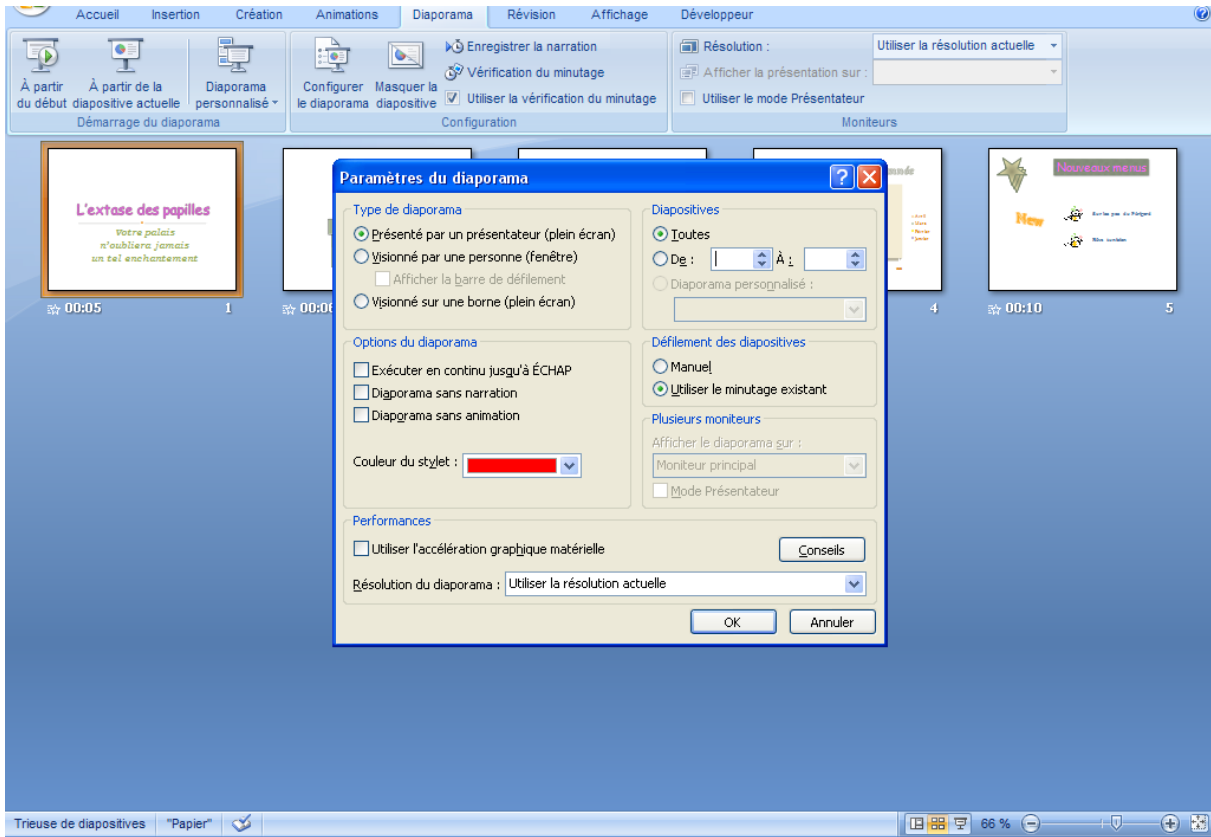 Accueil Insertion Création Animations Diaporama Révision Affichage Développeur
À partir du début
À partir de la diapositive actuelle
Diaporama personnalisé
Démarrage du diaporama
Configurer le diaporama
Masquer la diapositive
Enregistrer la narration
Vérification du minutage
Utiliser la vérification du minutage
Configuration
Résolution : Utiliser la résolution actuelle
Afficher la présentation sur :
Utiliser le mode Présentateur
Moniteurs
L'extase des papilles
Votre palais
n'oubliera jamais
un tel enchantement
00:05 1
00:06
4
Nouveaux menus
New
Sur les pas du Périgord
00:10 5
Paramètres du diaporama
Type de diaporama
Présenté par un présentateur (plein écran)
Visionné par une personne (fenêtre)
Afficher la barre de défilement
Visionné sur une borne (plein écran)
Diapositives
Toutes
De : À :
Diaporama personnalisé :
Options du diaporama
Exécuter en continu jusqu'à ÉCHAP
Diaporama sans narration
Diaporama sans animation
Couleur du stylet :
Défilement des diapositives
Manuel
Utiliser le minutage existant
Plusieurs moniteurs
Afficher le diaporama sur :
Moniteur principal
Mode Présentateur
Performances
Utiliser l'accélération graphique matérielle
Conseils
Résolution du diaporama : Utiliser la résolution actuelle
OK Annuler
Trieuse de diapositives "Papier" 66 %